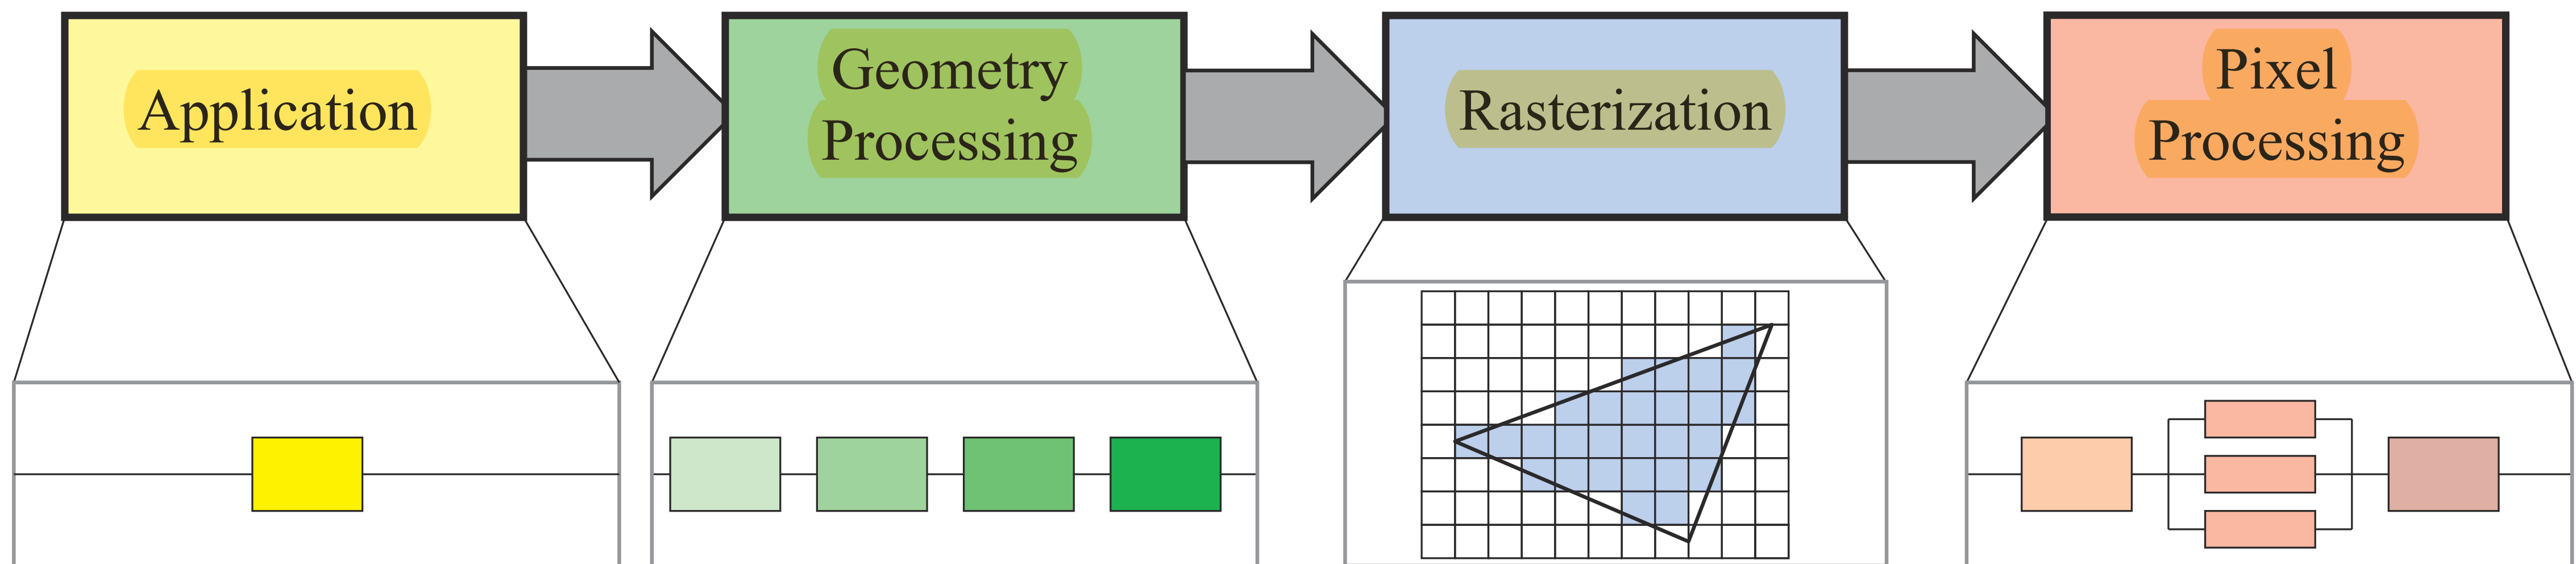 Application
Geometry
Processing
Rasterization
Pixel
Processing